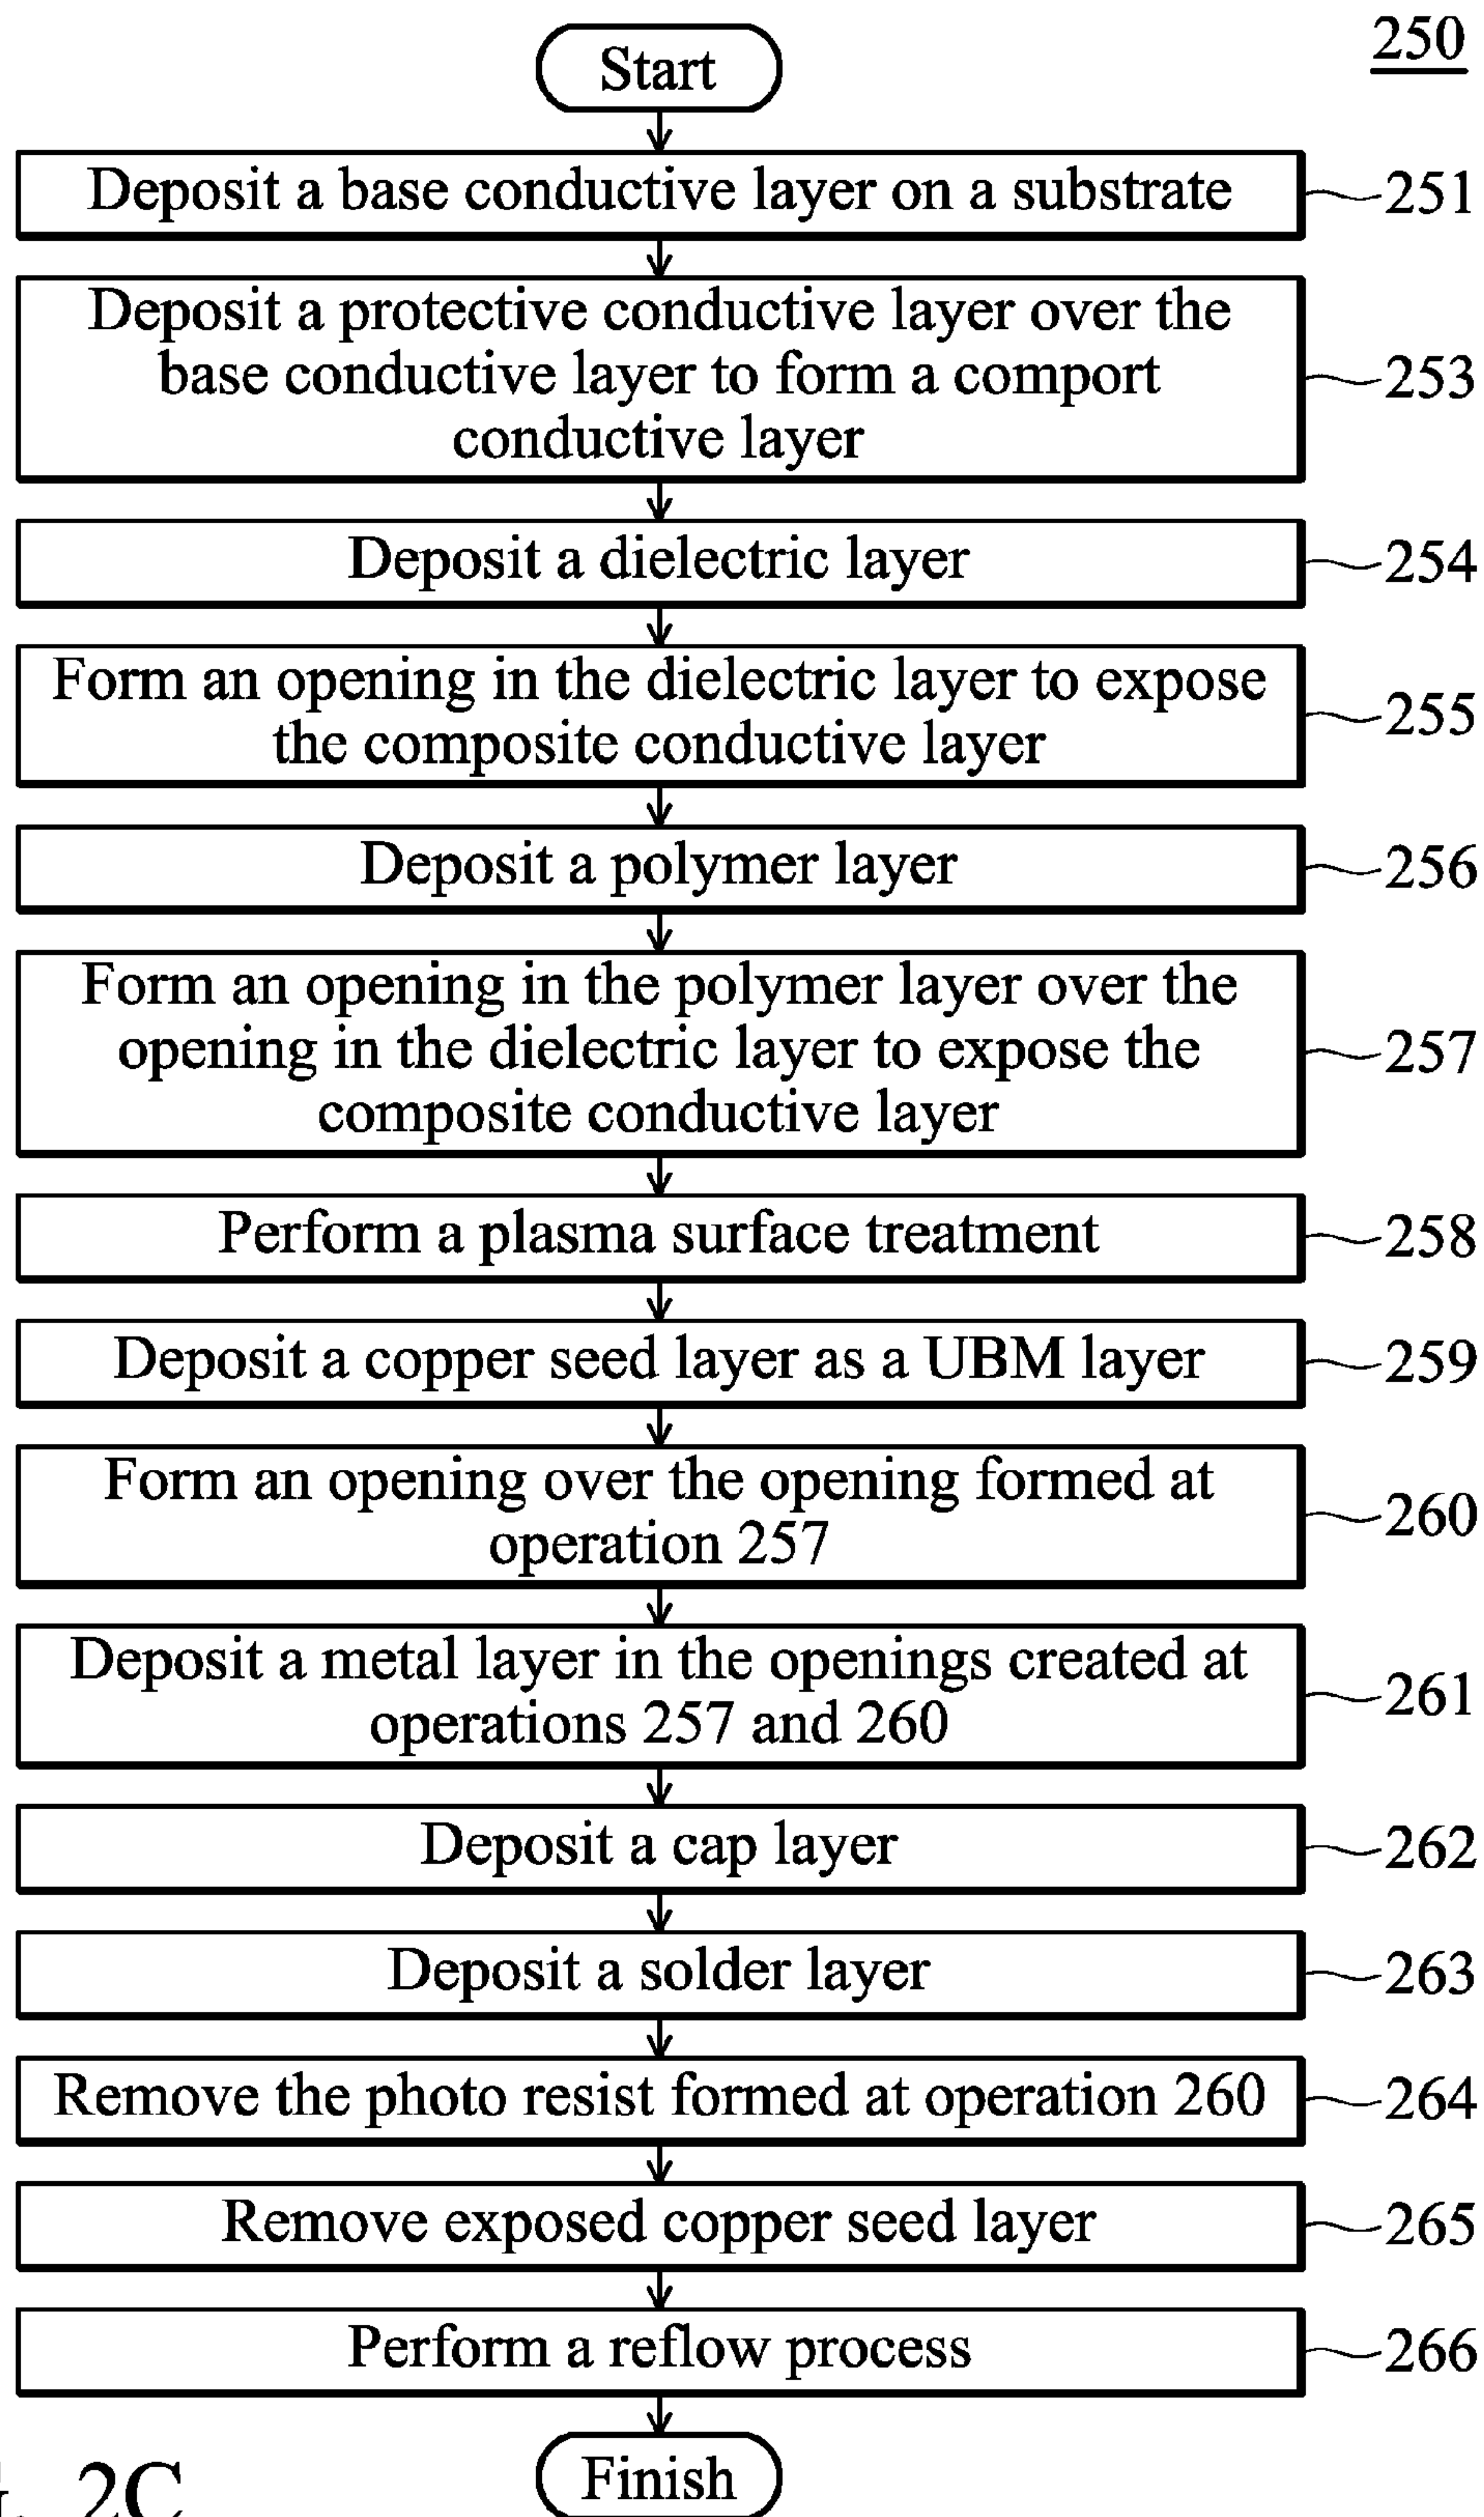 250
Start
Deposit a base conductive layer on a substrate
251
Deposit a protective conductive layer over the
base conductive layer to form a comport
conductive layer
253
Deposit a dielectric layer
254
Form an opening in the dielectric layer to expose
the composite conductive layer
255
Deposit a polymer layer
256
Form an opening in the polymer layer over the
opening in the dielectric layer to expose the
composite conductive layer
257
Perform a plasma surface treatment
258
Deposit a copper seed layer as a UBM layer
259
Form an opening over the opening formed at
operation 257
260
Deposit a metal layer in the openings created at
operations 257 and 260
261
Deposit a cap layer
262
Deposit a solder layer
263
Remove the photo resist formed at operation 260
264
Remove exposed copper seed layer
265
Perform a reflow process
266
Finish
2C